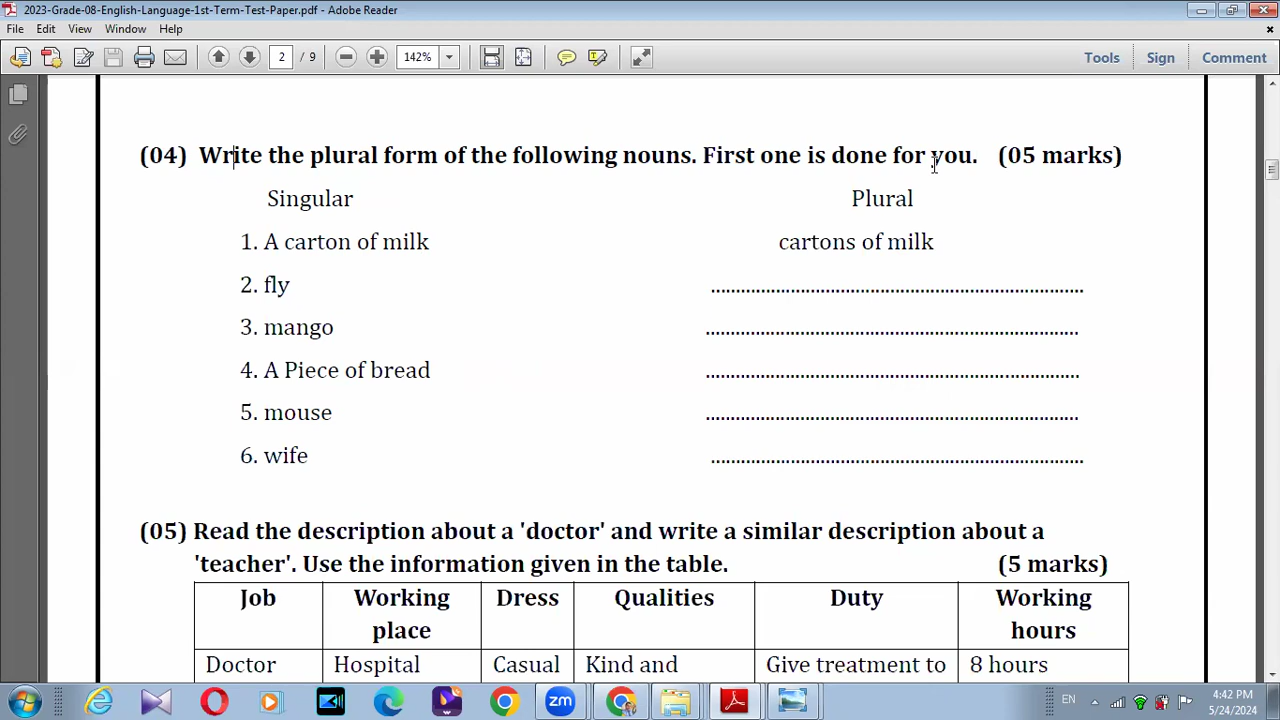 2023-Grade-08-English-Language-1st-Term-Test-Paper.pdf - Adobe Reader
File Edit View Window Help
2 / 9 142% Tools Sign Comment
(04) Write the plural form of the following nouns. First one is done for you. (05 marks)
Singular Plural
1. A carton of milk cartons of milk
2. fly ..........................................................................
3. mango ..........................................................................
4. A Piece of bread ..........................................................................
5. mouse ..........................................................................
6. wife ..........................................................................
(05) Read the description about a 'doctor' and write a similar description about a
'teacher'. Use the information given in the table. (5 marks)
Job Working place Dress Qualities Duty Working hours
Doctor Hospital Casual Kind and Give treatment to 8 hours
zm EN 4:42 PM
5/24/2024